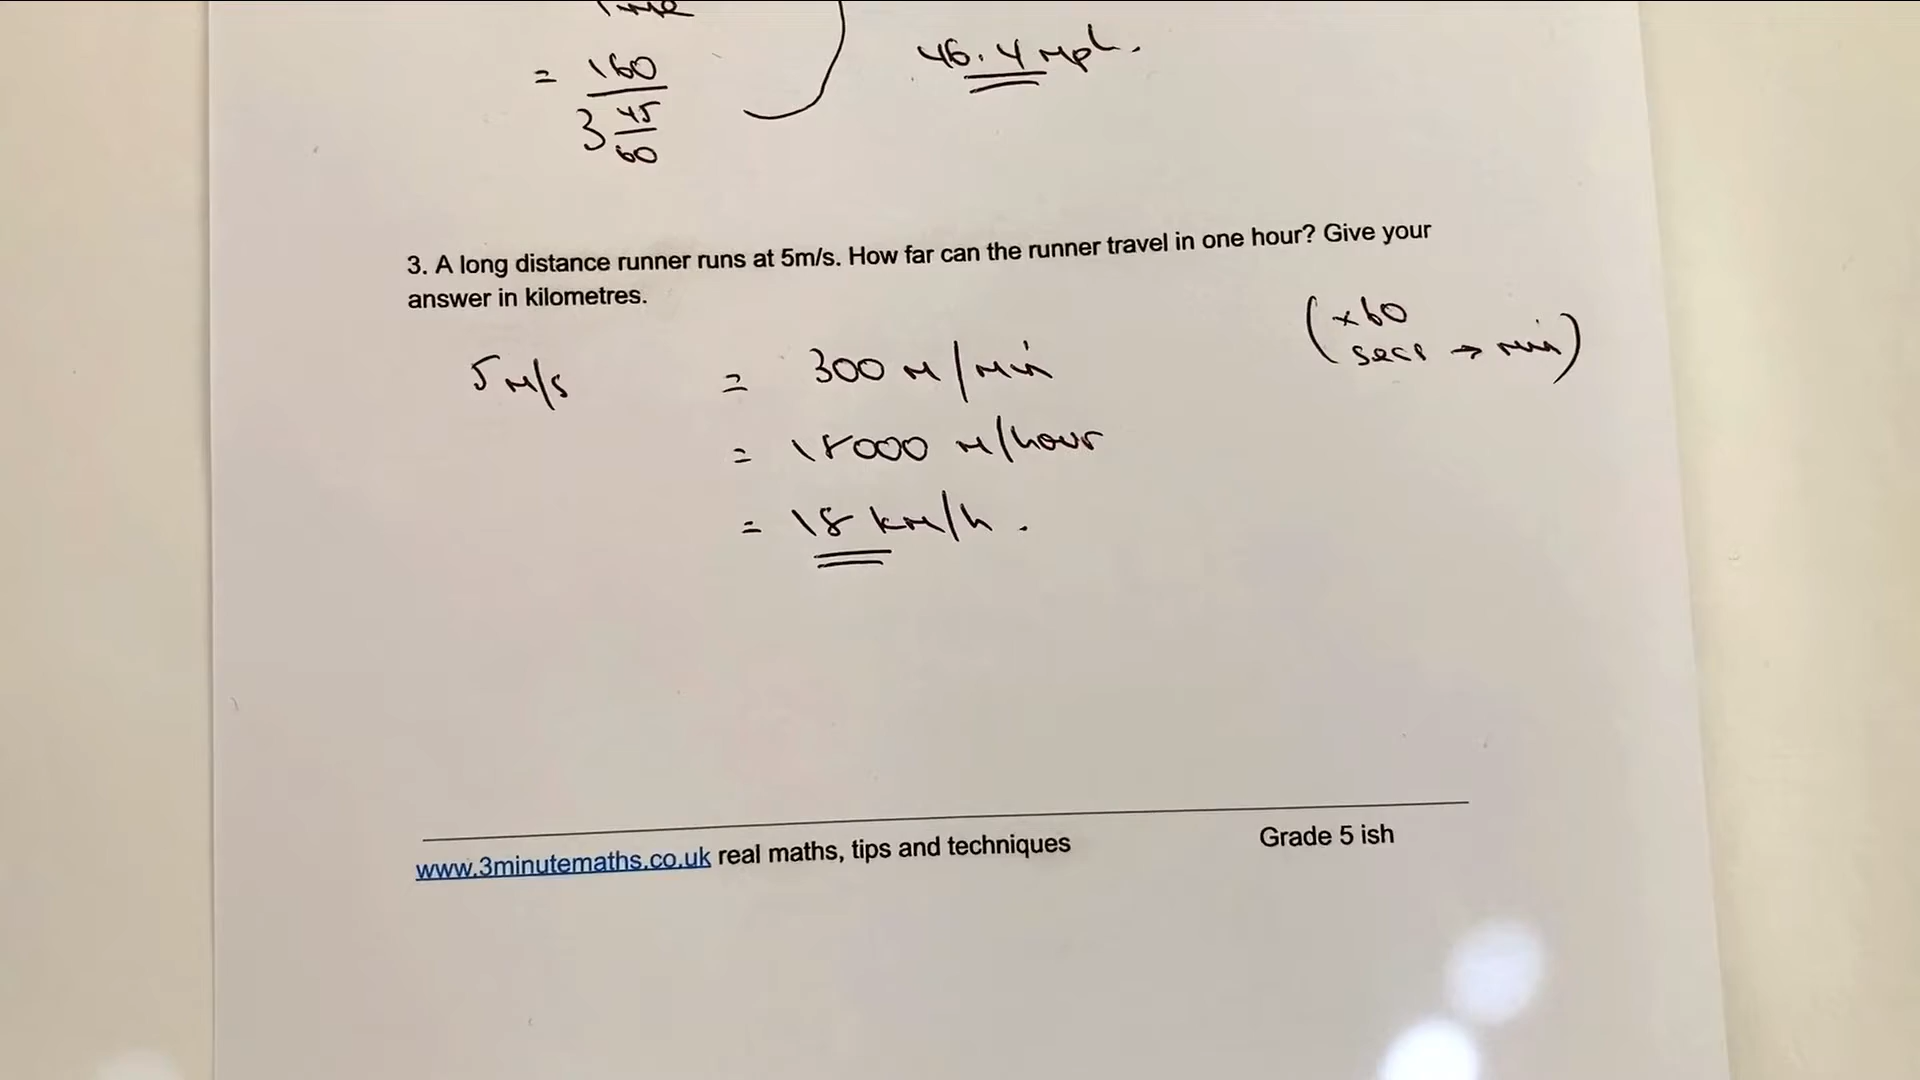 Time
= 160
3 45
60
46.4 mph.
3. A long distance runner runs at 5m/s. How far can the runner travel in one hour? Give your
answer in kilometres.
(x60
secs → min)
5 m/s = 300 m/min
= 18000 m/hour
= 18 km/h.
www.3minutemaths.co.uk real maths, tips and techniques Grade 5 ish